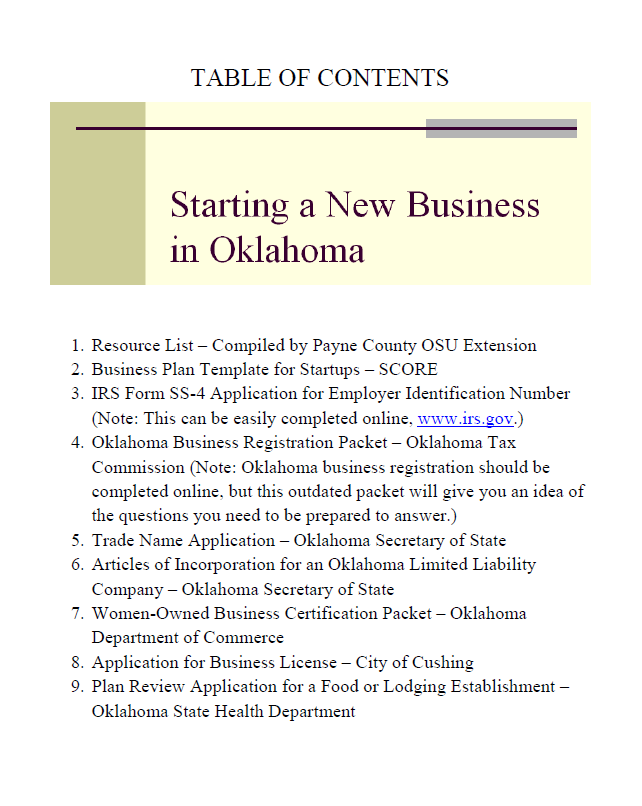 TABLE OF CONTENTS
Starting a New Business
in Oklahoma
1. Resource List – Compiled by Payne County OSU Extension
2. Business Plan Template for Startups – SCORE
3. IRS Form SS-4 Application for Employer Identification Number
(Note: This can be easily completed online, www.irs.gov.)
4. Oklahoma Business Registration Packet – Oklahoma Tax
Commission (Note: Oklahoma business registration should be
completed online, but this outdated packet will give you an idea of
the questions you need to be prepared to answer.)
5. Trade Name Application – Oklahoma Secretary of State
6. Articles of Incorporation for an Oklahoma Limited Liability
Company – Oklahoma Secretary of State
7. Women-Owned Business Certification Packet – Oklahoma
Department of Commerce
8. Application for Business License – City of Cushing
9. Plan Review Application for a Food or Lodging Establishment –
Oklahoma State Health Department